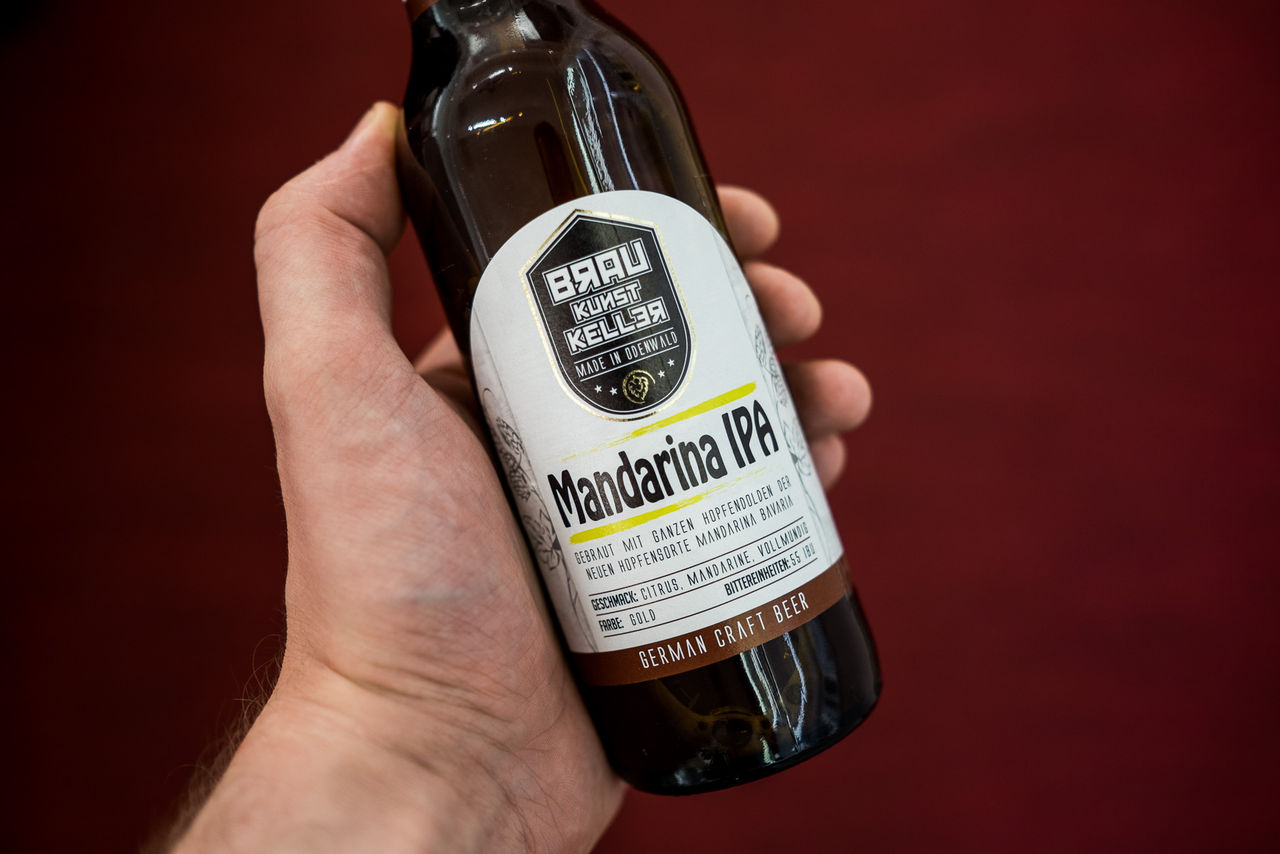 BRAU
KUNST
KELLER
MADE IN ODENWALD
Mandarina IPA
GEBRAUT MIT GANZEN HOPFENDOLDEN DER
NEUEN HOPFENSORTE MANDARINA BAVARIA
GESCHMACK: CITRUS, MANDARINE, VOLLMUNDIG
FARBE: GOLD BITTEREINHEITEN: 55 IBU
GERMAN CRAFT BEER